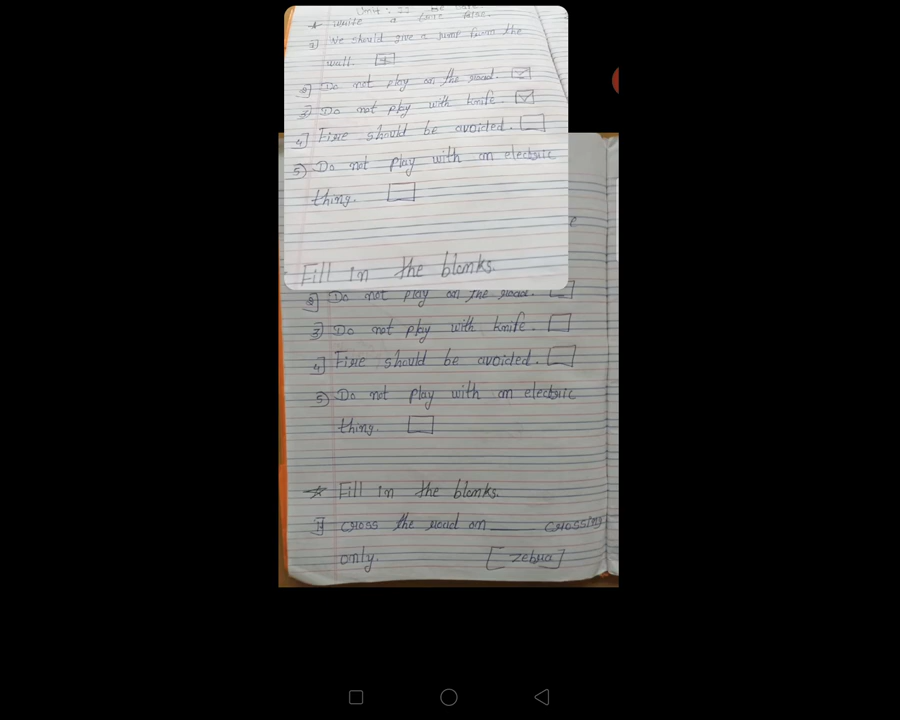 Unit: 
* Write a true false.
1] We should give a jump from the
wall.
2] Do not play on the road.
3] Do not play with knife.
4] Fire should be avoided.
5) Do not play with an electric
thing.
Fill in the blanks.
2] Do not play on the road.
3] Do not play with knife.
4] Fire should be avoided.
5) Do not play with an electric
thing.
* Fill in the blanks.
1] cross the road on ____ crossing
only. [zebra]